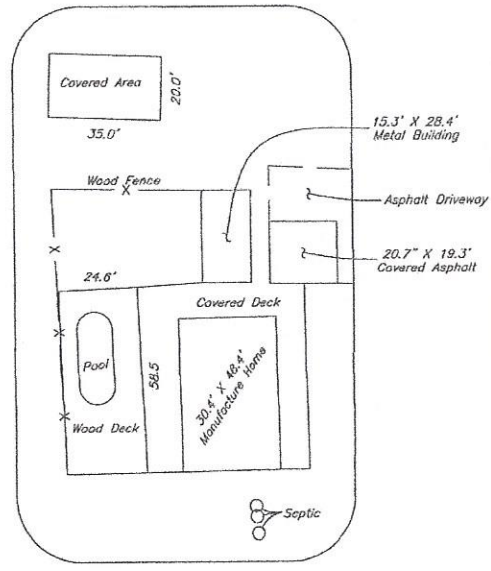 Covered Area
20.0'
35.0'
15.3' X 28.4'
Metal Building
Wood Fence
Asphalt Driveway
20.7" X 19.3'
Covered Asphalt
24.6'
Covered Deck
Pool
58.5
30.4' X 48.4'
Manufacture Home
Wood Deck
Septic